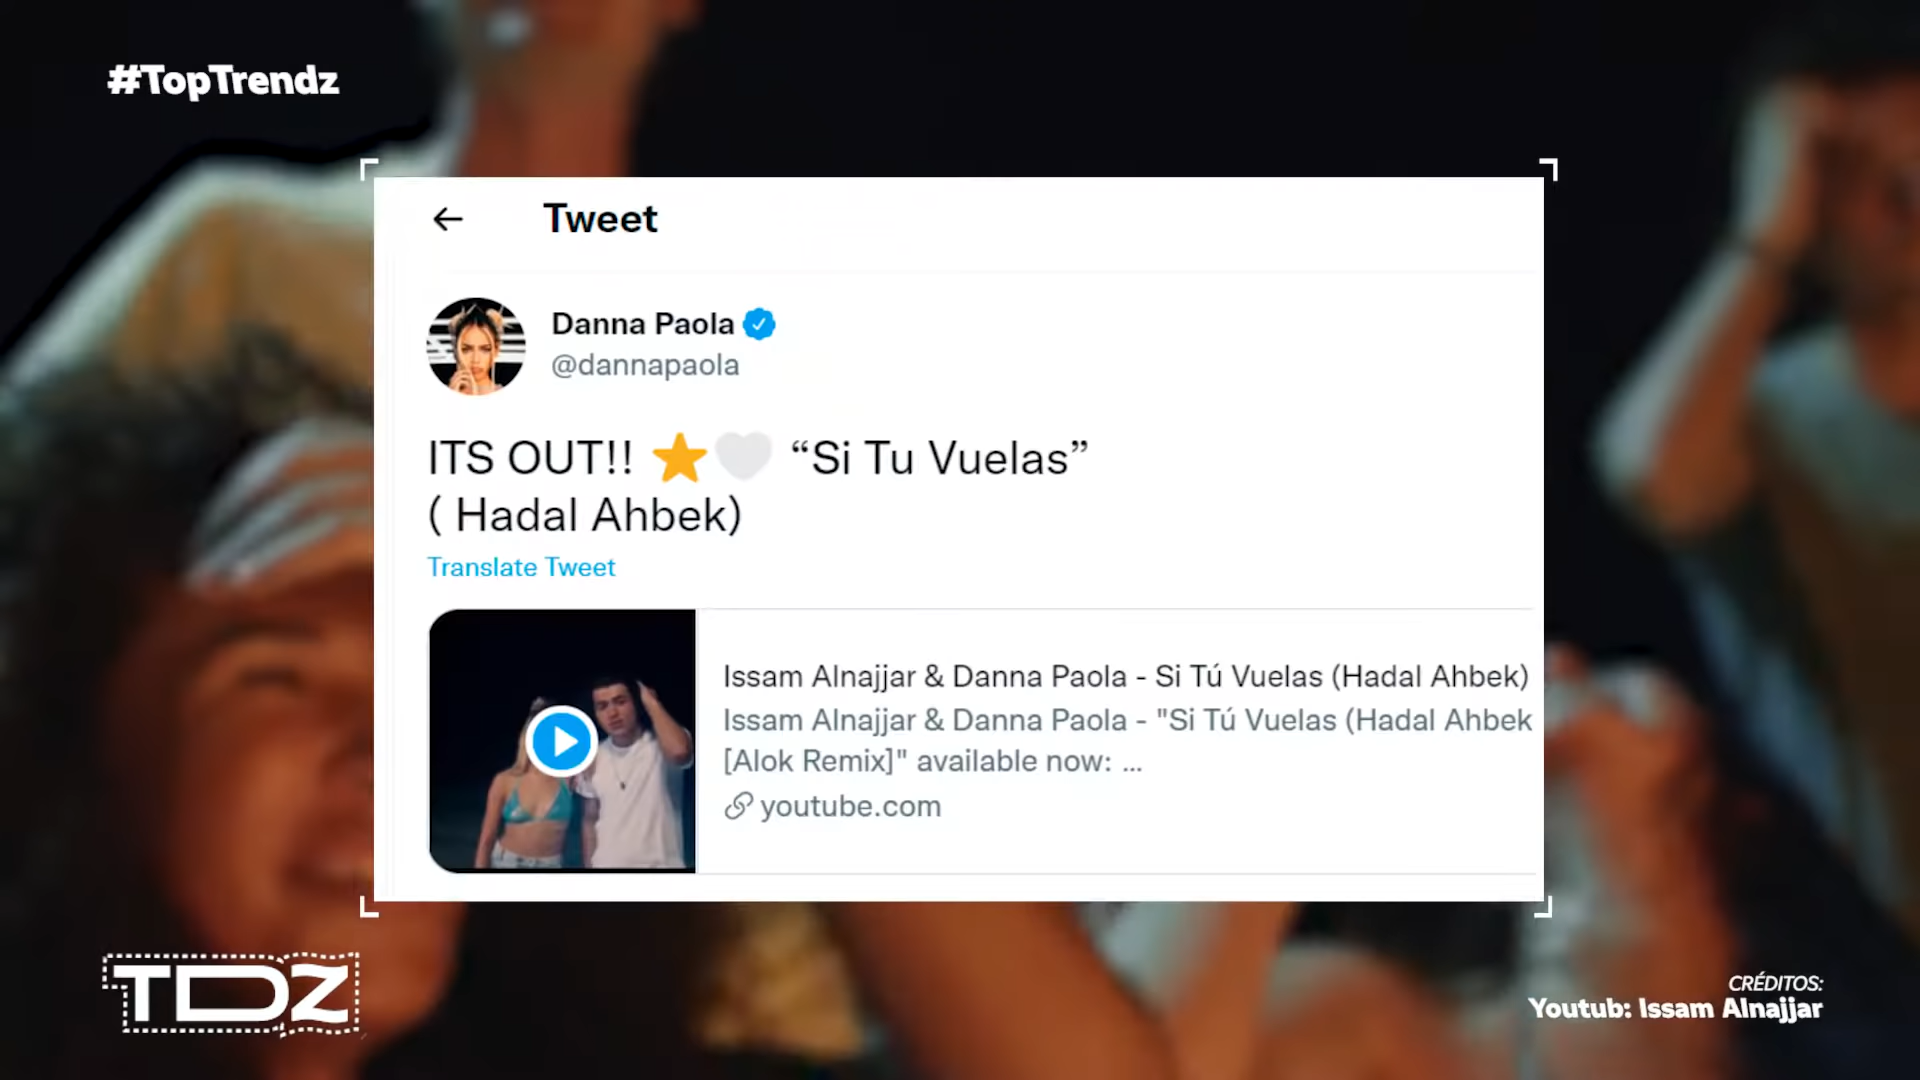 #TopTrendz
Tweet
Danna Paola
@dannapaola
ITS OUT!! ⭐🤍 “Si Tu Vuelas”
( Hadal Ahbek)
Translate Tweet
Issam Alnajjar & Danna Paola - Si Tú Vuelas (Hadal Ahbek)
Issam Alnajjar & Danna Paola - "Si Tú Vuelas (Hadal Ahbek
[Alok Remix]" available now: ...
youtube.com
TDZ
CRÉDITOS:
Youtub: Issam Alnajjar